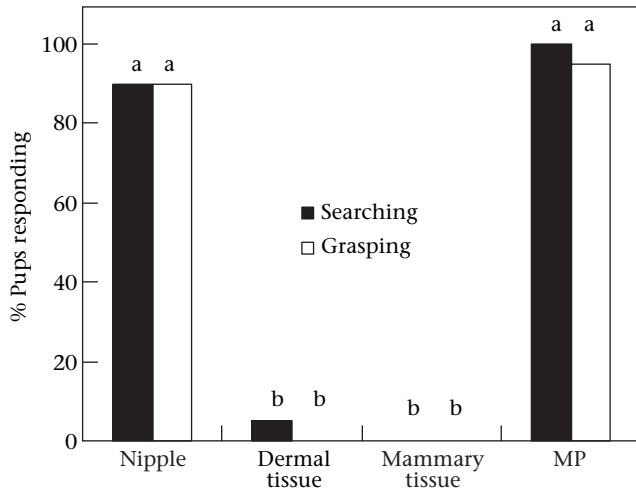 % Pups responding
100
80
60
40
20
0
a a
b b
b b
a a
Searching
Grasping
Nipple
Dermal
tissue
Mammary
tissue
MP